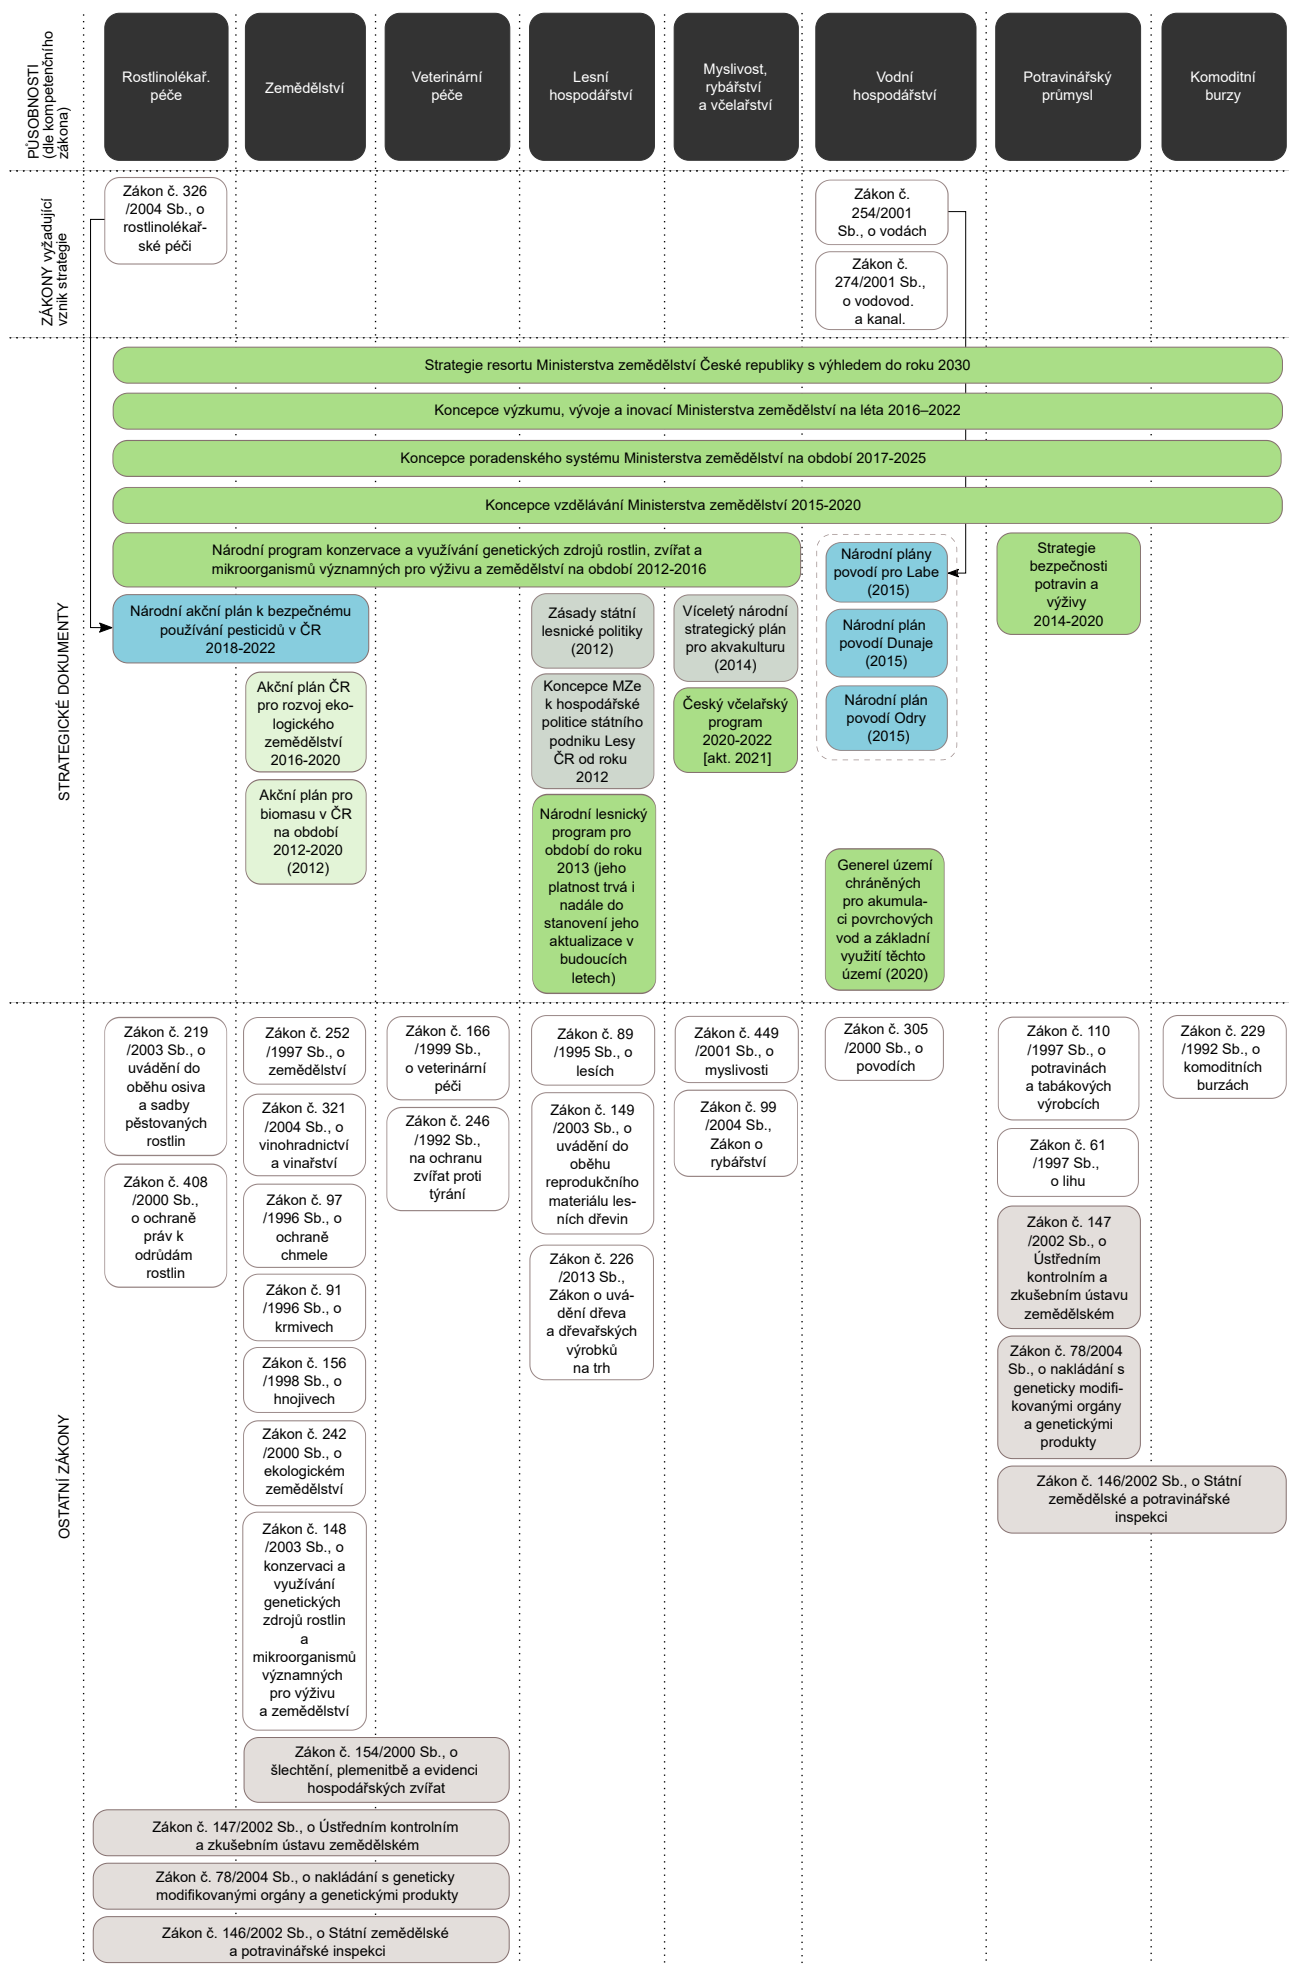 PŮSOBNOSTI
(dle kompetenčního
zákona)
Rostlinolékař.
péče
Zemědělství
Veterinární
péče
Lesní
hospodářství
Myslivost,
rybářství
a včelařství
Vodní
hospodářství
Potravinářský
průmysl
Komoditní
burzy
ZÁKONY vyžadující
vznik strategie
Zákon č. 326
/2004 Sb., o
rostlinolékař-
ské péči
Zákon č.
254/2001
Sb., o vodách
Zákon č.
274/2001 Sb.,
o vodovod.
a kanal.
STRATEGICKÉ DOKUMENTY
Strategie resortu Ministerstva zemědělství České republiky s výhledem do roku 2030
Koncepce výzkumu, vývoje a inovací Ministerstva zemědělství na léta 2016–2022
Koncepce poradenského systému Ministerstva zemědělství na období 2017-2025
Koncepce vzdělávání Ministerstva zemědělství 2015-2020
Národní program konzervace a využívání genetických zdrojů rostlin, zvířat a
mikroorganismů významných pro výživu a zemědělství na období 2012-2016
Národní akční plán k bezpečnému
používání pesticidů v ČR
2018-2022
Akční plán ČR
pro rozvoj eko-
logického
zemědělství
2016-2020
Akční plán pro
biomasu v ČR
na období
2012-2020
(2012)
Zásady státní
lesnické politiky
(2012)
Koncepce MZe
k hospodářské
politice státního
podniku Lesy
ČR od roku
2012
Národní lesnický
program pro
období do roku
2013 (jeho
platnost trvá i
nadále do
stanovení jeho
aktualizace v
budoucích
letech)
Víceletý národní
strategický plán
pro akvakulturu
(2014)
Český včelařský
program
2020-2022
[akt. 2021]
Národní plány
povodí pro Labe
(2015)
Národní plán
povodí Dunaje
(2015)
Národní plán
povodí Odry
(2015)
Generel území
chráněných
pro akumula-
ci povrchových
vod a základní
využití těchto
území (2020)
Strategie
bezpečnosti
potravin a
výživy
2014-2020
OSTATNÍ ZÁKONY
Zákon č. 219
/2003 Sb., o
uvádění do
oběhu osiva
a sadby
pěstovaných
rostlin
Zákon č. 408
/2000 Sb.,
o ochraně
práv k
odrůdám
rostlin
Zákon č. 252
/1997 Sb., o
zemědělství
Zákon č. 321
/2004 Sb., o
vinohradnictví
a vinařství
Zákon č. 97
/1996 Sb., o
ochraně
chmele
Zákon č. 91
/1996 Sb., o
krmivech
Zákon č. 156
/1998 Sb., o
hnojivech
Zákon č. 242
/2000 Sb., o
ekologickém
zemědělství
Zákon č. 148
/2003 Sb., o
konzervaci a
využívání
genetických
zdrojů rostlin
a
mikroorganismů
významných
pro výživu
a zemědělství
Zákon č. 166
/1999 Sb.,
o veterinární
péči
Zákon č. 246
/1992 Sb.,
na ochranu
zvířat proti
týrání
Zákon č. 89
/1995 Sb., o
lesích
Zákon č. 149
/2003 Sb., o
uvádění do
oběhu
reprodukčního
materiálu les-
ních dřevin
Zákon č. 226
/2013 Sb.,
Zákon o uvá-
dění dřeva
a dřevařských
výrobků
na trh
Zákon č. 449
/2001 Sb., o
myslivosti
Zákon č. 99
/2004 Sb.,
Zákon o
rybářství
Zákon č. 305
/2000 Sb., o
povodích
Zákon č. 110
/1997 Sb., o
potravinách
a tabákových
výrobcích
Zákon č. 61
/1997 Sb.,
o lihu
Zákon č. 147
/2002 Sb., o
Ústředním
kontrolním a
zkušebním ústavu
zemědělském
Zákon č. 78/2004
Sb., o nakládání s
geneticky modifi-
kovanými orgány
a genetickými
produkty
Zákon č. 229
/1992 Sb., o
komoditních
burzách
Zákon č. 146/2002 Sb., o Státní
zemědělské a potravinářské
inspekci
Zákon č. 154/2000 Sb., o
šlechtění, plemenitbě a evidenci
hospodářských zvířat
Zákon č. 147/2002 Sb., o Ústředním kontrolním
a zkušebním ústavu zemědělském
Zákon č. 78/2004 Sb., o nakládání s geneticky
modifikovanými orgány a genetickými produkty
Zákon č. 146/2002 Sb., o Státní zemědělské
a potravinářské inspekci